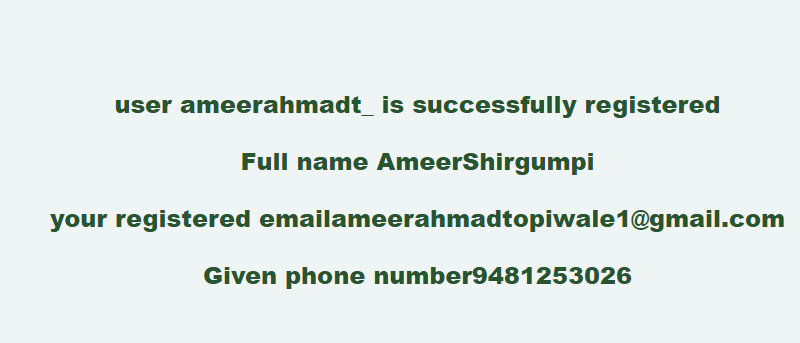 user ameerahmadt_ is successfully registered
Full name AmeerShirgumpi
your registered emailameerahmadtopiwale1@gmail.com
Given phone number9481253026